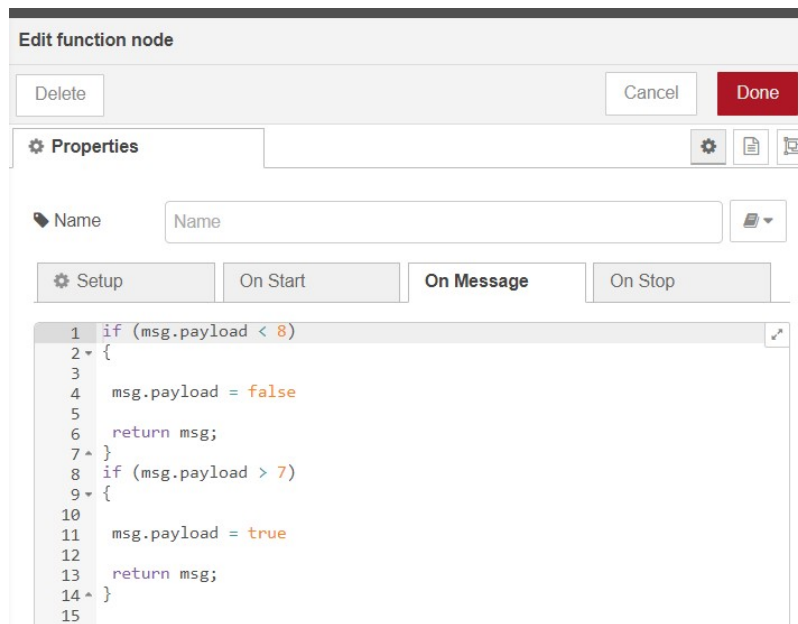 Edit function node
Delete Cancel Done
Properties
Name Name
Setup On Start On Message On Stop
1 if (msg.payload < 8)
2 {
3
4 msg.payload = false
5
6 return msg;
7 }
8 if (msg.payload > 7)
9 {
10
11 msg.payload = true
12
13 return msg;
14 }
15